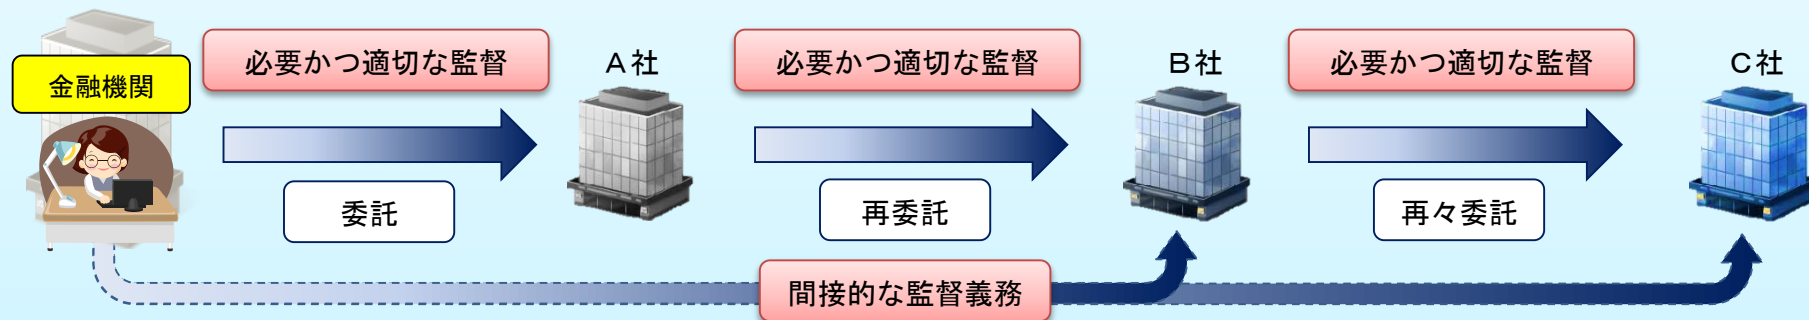 金融機関
必要かつ適切な監督
A社
必要かつ適切な監督
B社
必要かつ適切な監督
C社
委託
再委託
再々委託
間接的な監督義務